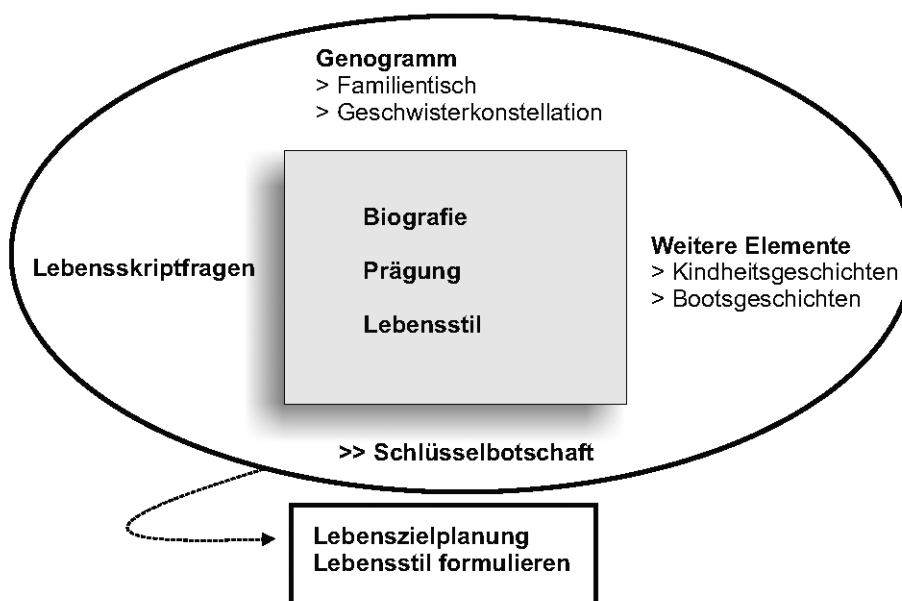 Genogramm
> Familientisch
> Geschwisterkonstellation
Biografie
Prägung
Lebensstil
Lebensskriptfragen
Weitere Elemente
> Kindheitsgeschichten
> Bootsgeschichten
>> Schlüsselbotschaft
Lebenszielplanung
Lebensstil formulieren